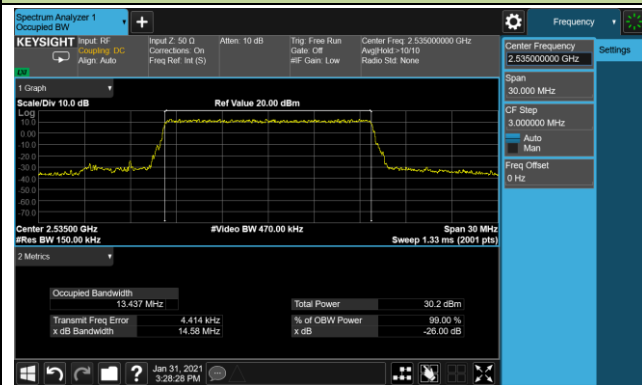 Spectrum Analyzer 1
Occupied BW
Frequency
KEYSIGHT
Input: RF
Coupling: DC
Align: Auto
Input Z: 50 Ω
Corrections: On
Freq Ref: Int (S)
Atten: 10 dB
Trig: Free Run
Gate: Off
#IF Gain: Low
Center Freq: 2.535000000 GHz
Avg|Hold:>10/10
Radio Std: None
Center Frequency
2.535000000 GHz
Settings
Span
30.000 MHz
CF Step
3.000000 MHz
Auto
Man
Freq Offset
0 Hz
1 Graph
Scale/Div 10.0 dB
Ref Value 20.00 dBm
Log
10.0
0.00
-10.0
-20.0
-30.0
-40.0
-50.0
-60.0
-70.0
Center 2.53500 GHz
#Video BW 470.00 kHz
Span 30 MHz
#Res BW 150.00 kHz
Sweep 1.33 ms (2001 pts)
2 Metrics
Occupied Bandwidth
13.437 MHz
Total Power 30.2 dBm
Transmit Freq Error 4.414 kHz
% of OBW Power 99.00 %
x dB Bandwidth 14.58 MHz
x dB -26.00 dB
?
Jan 31, 2021
3:28:28 PM